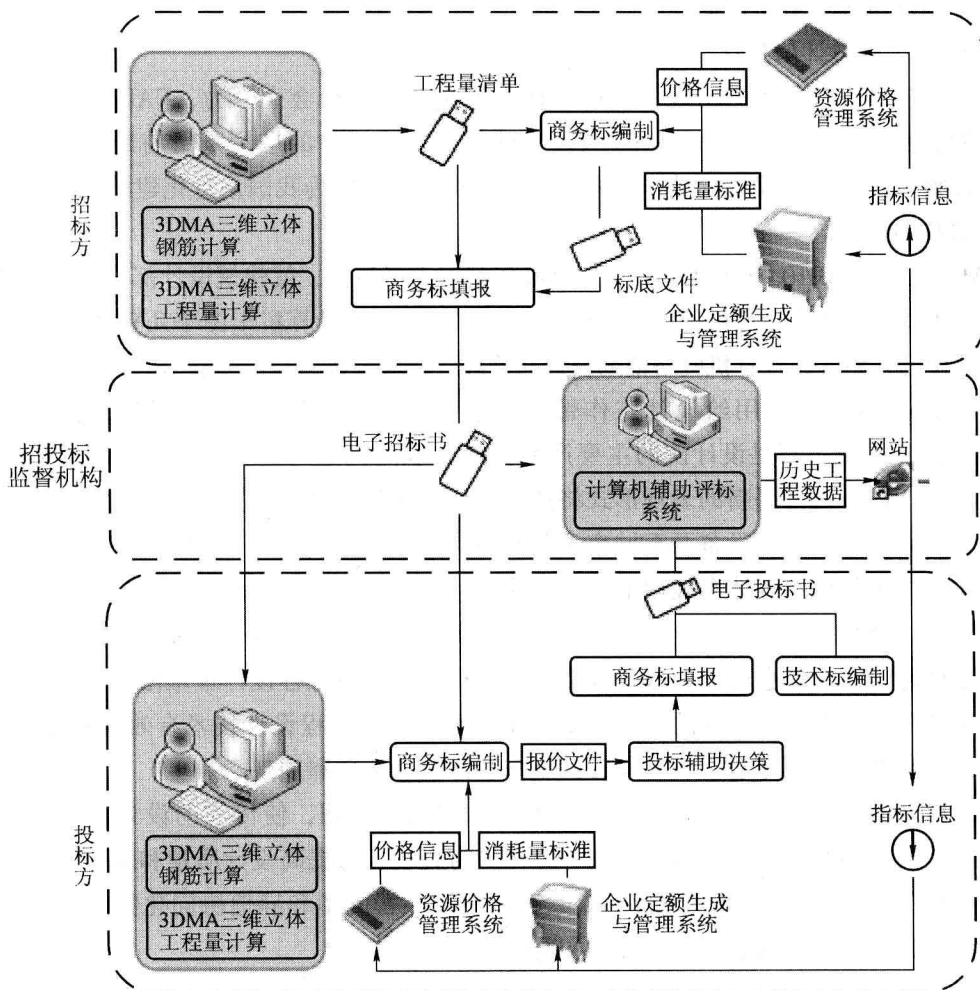 招标方
3DMA三维立体
钢筋计算
3DMA三维立体
工程量计算
工程量清单
商务标编制
价格信息
消耗量标准
资源价格
管理系统
指标信息
企业定额生成
与管理系统
标底文件
商务标填报
招投标
监督机构
电子招标书
计算机辅助评标
系统
历史工
程数据
网站
投标方
电子投标书
商务标填报
技术标编制
3DMA三维立体
钢筋计算
3DMA三维立体
工程量计算
商务标编制
报价文件
投标辅助决策
价格信息
消耗量标准
资源价格
管理系统
企业定额生成
与管理系统
指标信息